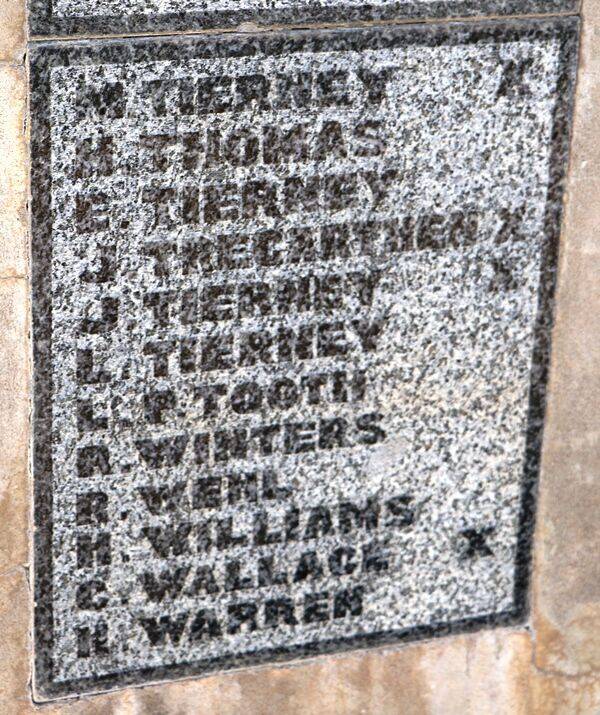 M. TIERNEY X
H. THOMAS
E. TIERNEY
J. TREGARTHEN X
J. TIERNEY X
L. TIERNEY
L. P. TOOTH
A. WINTERS
R. WEHL
H. WILLIAMS
C. WALLACE X
H. WARREN